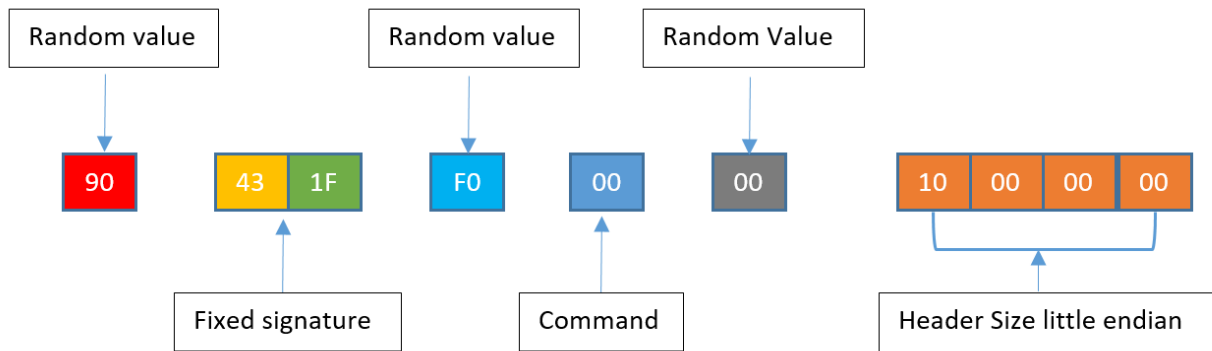 Random value
Random value
Random Value
90 43 1F F0 00 00 10 00 00 00
Fixed signature
Command
Header Size little endian